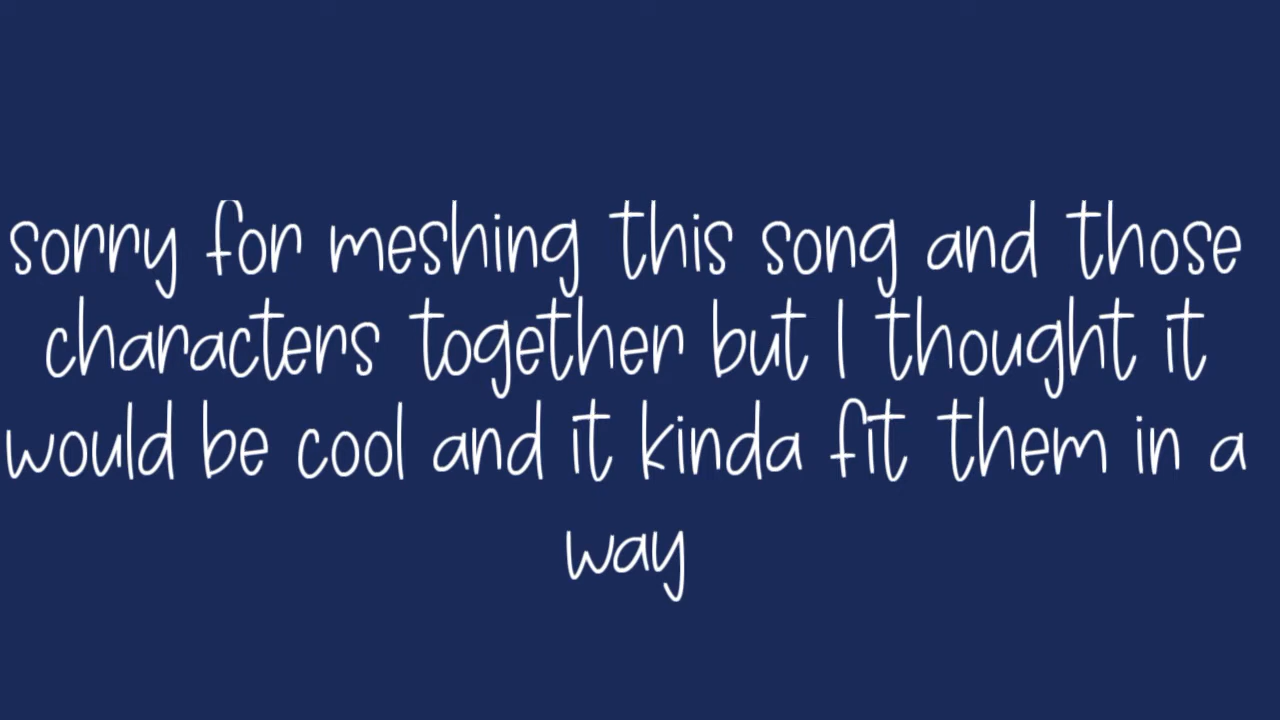 sorry for meshing this song and those
characters together but I thought it
would be cool and it kinda fit them in a
way